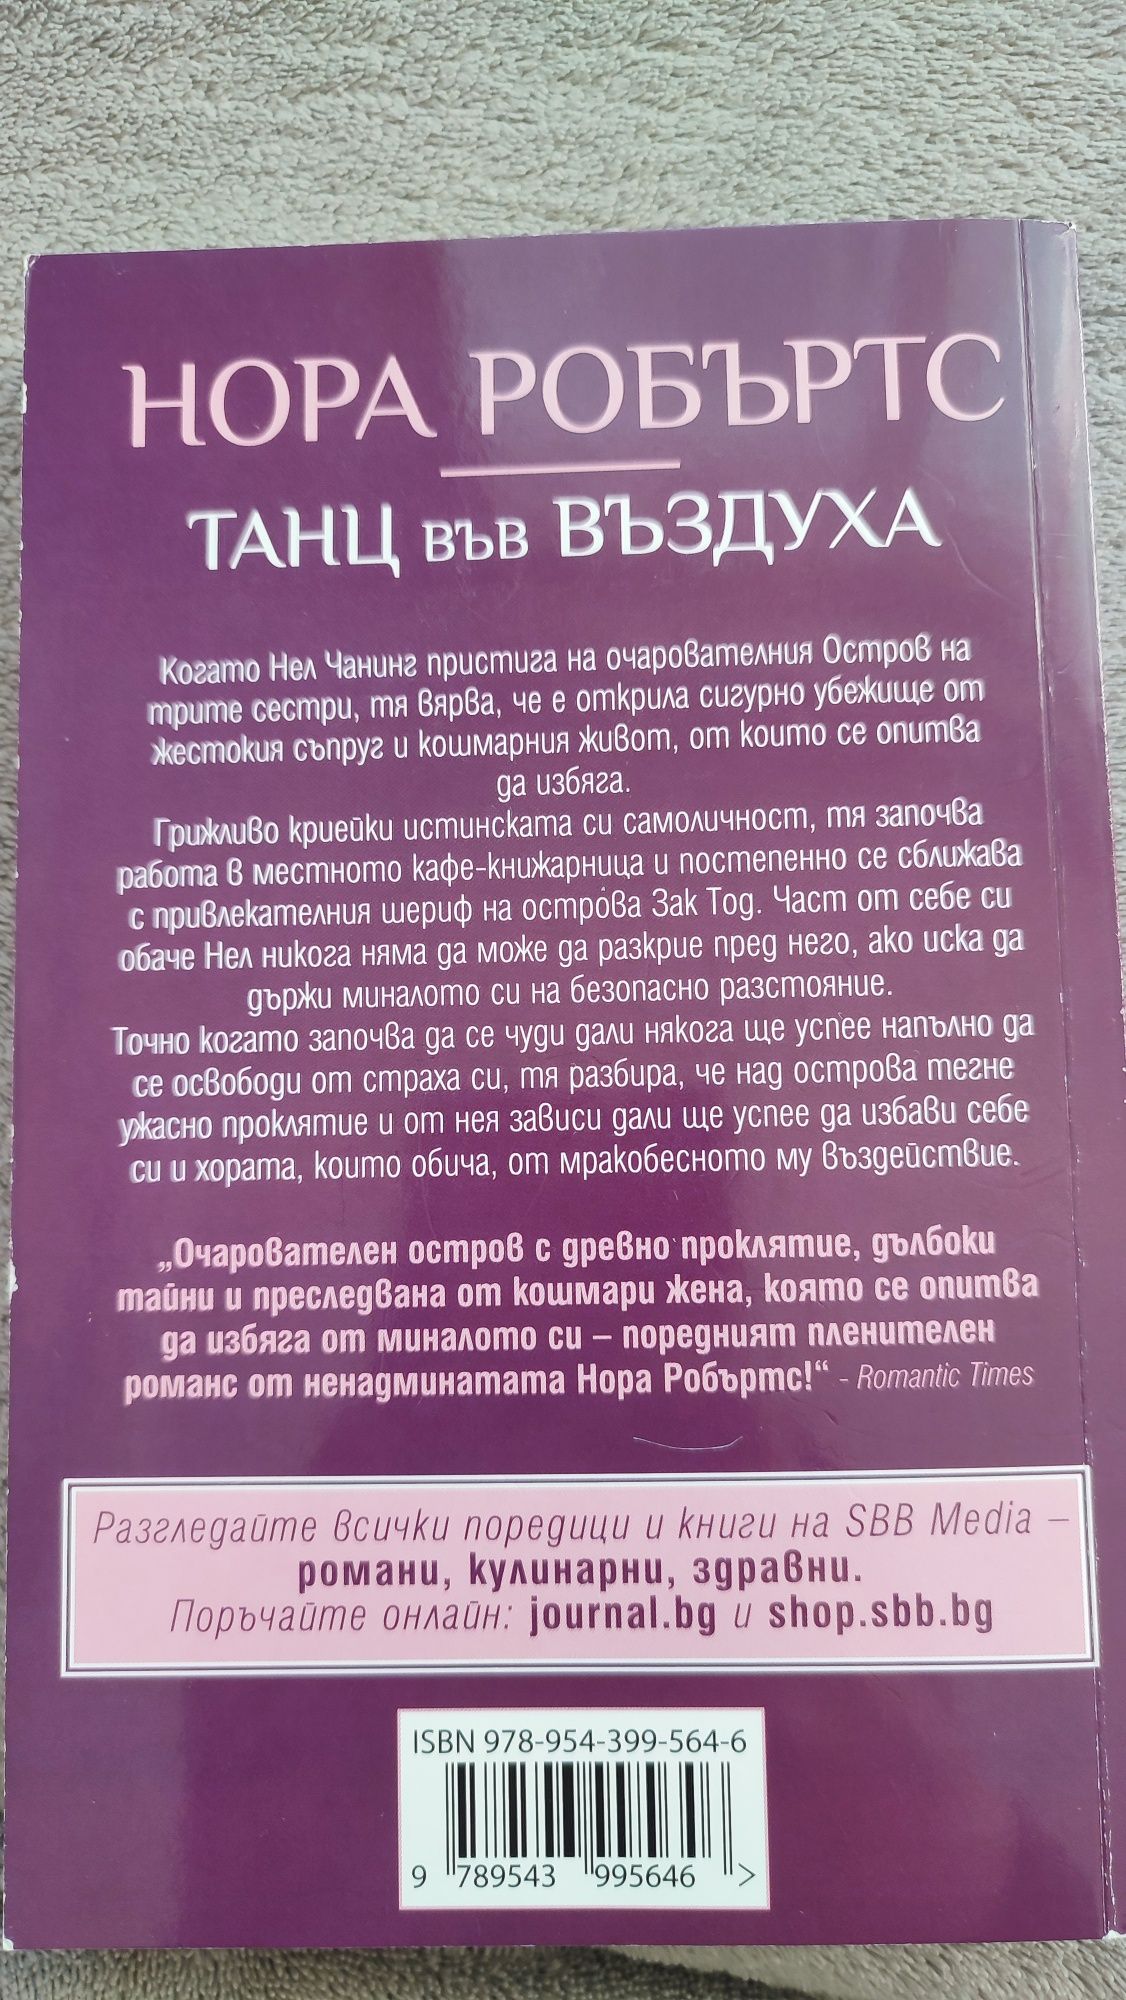 НОРА РОБЪРТС
ТАНЦ ВЪВ ВЪЗДУХА
Когато Нел Чанинг пристига на очарователния Остров на
трите сестри, тя вярва, че е открила сигурно убежище от
жестокия съпруг и кошмарния живот, от които се опитва
да избяга.
Грижливо криейки истинската си самоличност, тя започва
работа в местното кафе-книжарница и постепенно се сближава
с привлекателния шериф на острова Зак Тод. Част от себе си
обаче Нел никога няма да може да разкрие пред него, ако иска да
държи миналото си на безопасно разстояние.
Точно когато започва да се чуди дали някога ще успее напълно да
се освободи от страха си, тя разбира, че над острова тегне
ужасно проклятие и от нея зависи дали ще успее да избави себе
си и хората, които обича, от мракобесното му въздействие.
„Очарователен остров с древно проклятие, дълбоки
тайни и преследвана от кошмари жена, която се опитва
да избяга от миналото си – поредният пленителен
романс от ненадминатата Нора Робъртс!“ - Romantic Times
Разгледайте всички поредици и книги на SBB Media –
романи, кулинарни, здравни.
Поръчайте онлайн: journal.bg и shop.sbb.bg
ISBN 978-954-399-564-6
9 789543 995646 >